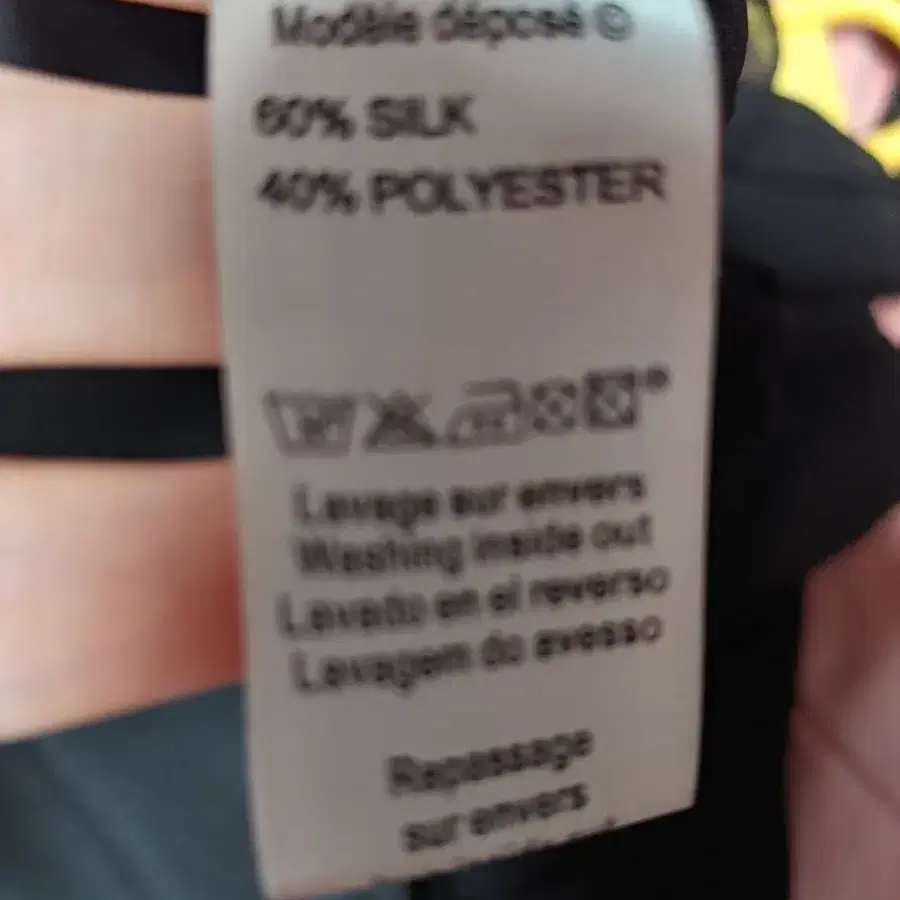 Modèle déposé ©
60% SILK
40% POLYESTER
Lavage sur envers
Washing inside out
Lavado en el reverso
Lavagem do avesso
Repassage
sur envers